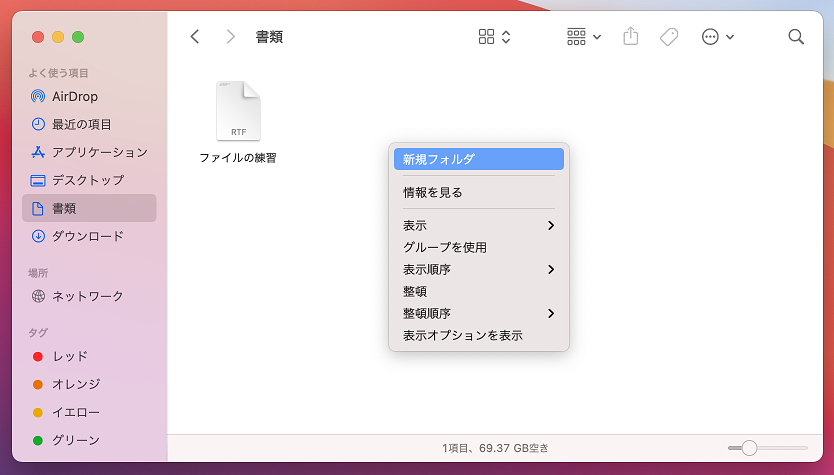 書類
よく使う項目
AirDrop
最近の項目
アプリケーション
デスクトップ
書類
ダウンロード
場所
ネットワーク
タグ
レッド
オレンジ
イエロー
グリーン
RTF
ファイルの練習
新規フォルダ
情報を見る
表示
グループを使用
表示順序
整頓
整頓順序
表示オプションを表示
1項目、69.37 GB空き